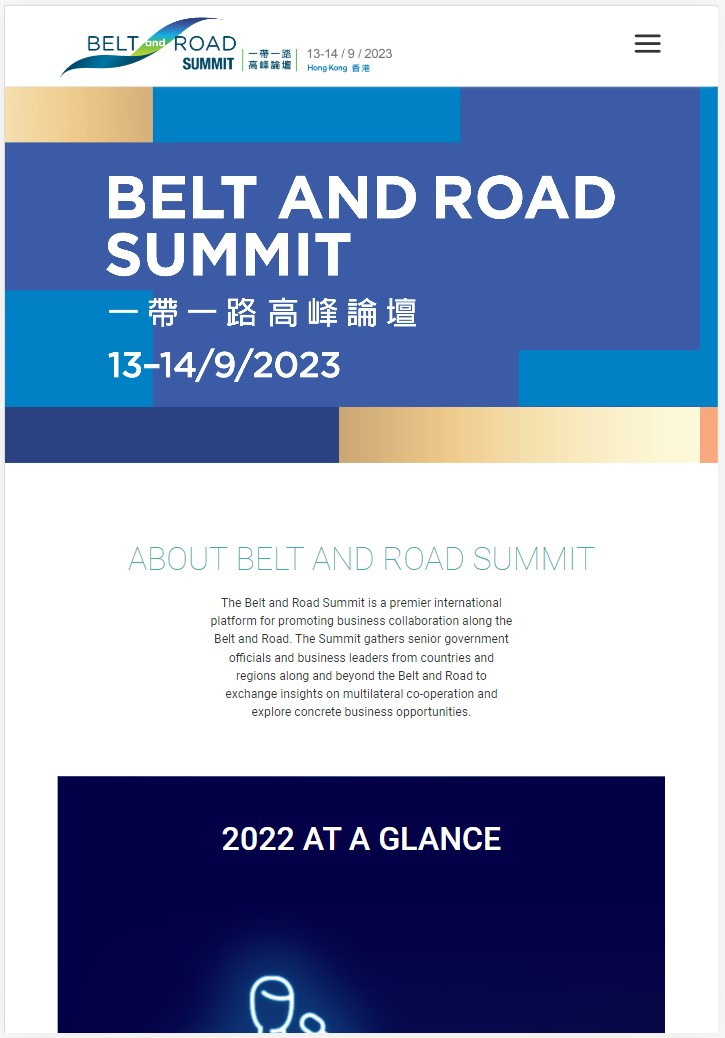 BELT and ROAD
SUMMIT
一帶一路
高峰論壇
13-14 / 9 / 2023
Hong Kong 香港
BELT AND ROAD
SUMMIT
一帶一路高峰論壇
13–14/9/2023
ABOUT BELT AND ROAD SUMMIT
The Belt and Road Summit is a premier international
platform for promoting business collaboration along the
Belt and Road. The Summit gathers senior government
officials and business leaders from countries and
regions along and beyond the Belt and Road to
exchange insights on multilateral co-operation and
explore concrete business opportunities.
2022 AT A GLANCE